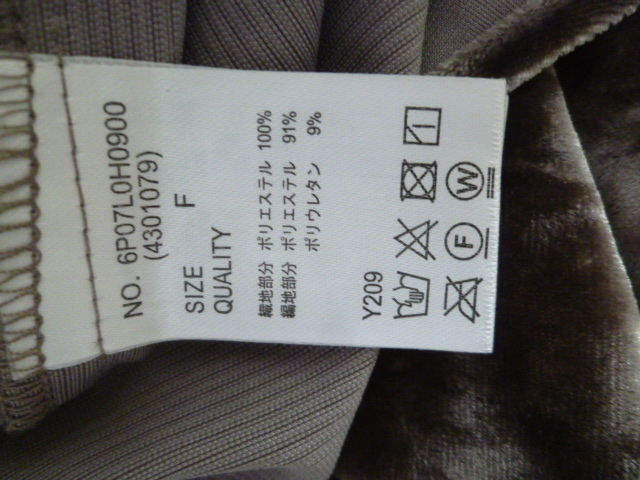 NO. 6P07L0H0900
(4301079)
SIZE F
QUALITY
織地部分 ポリエステル 100%
編地部分 ポリエステル 91%
ポリウレタン 9%
Y209
F W